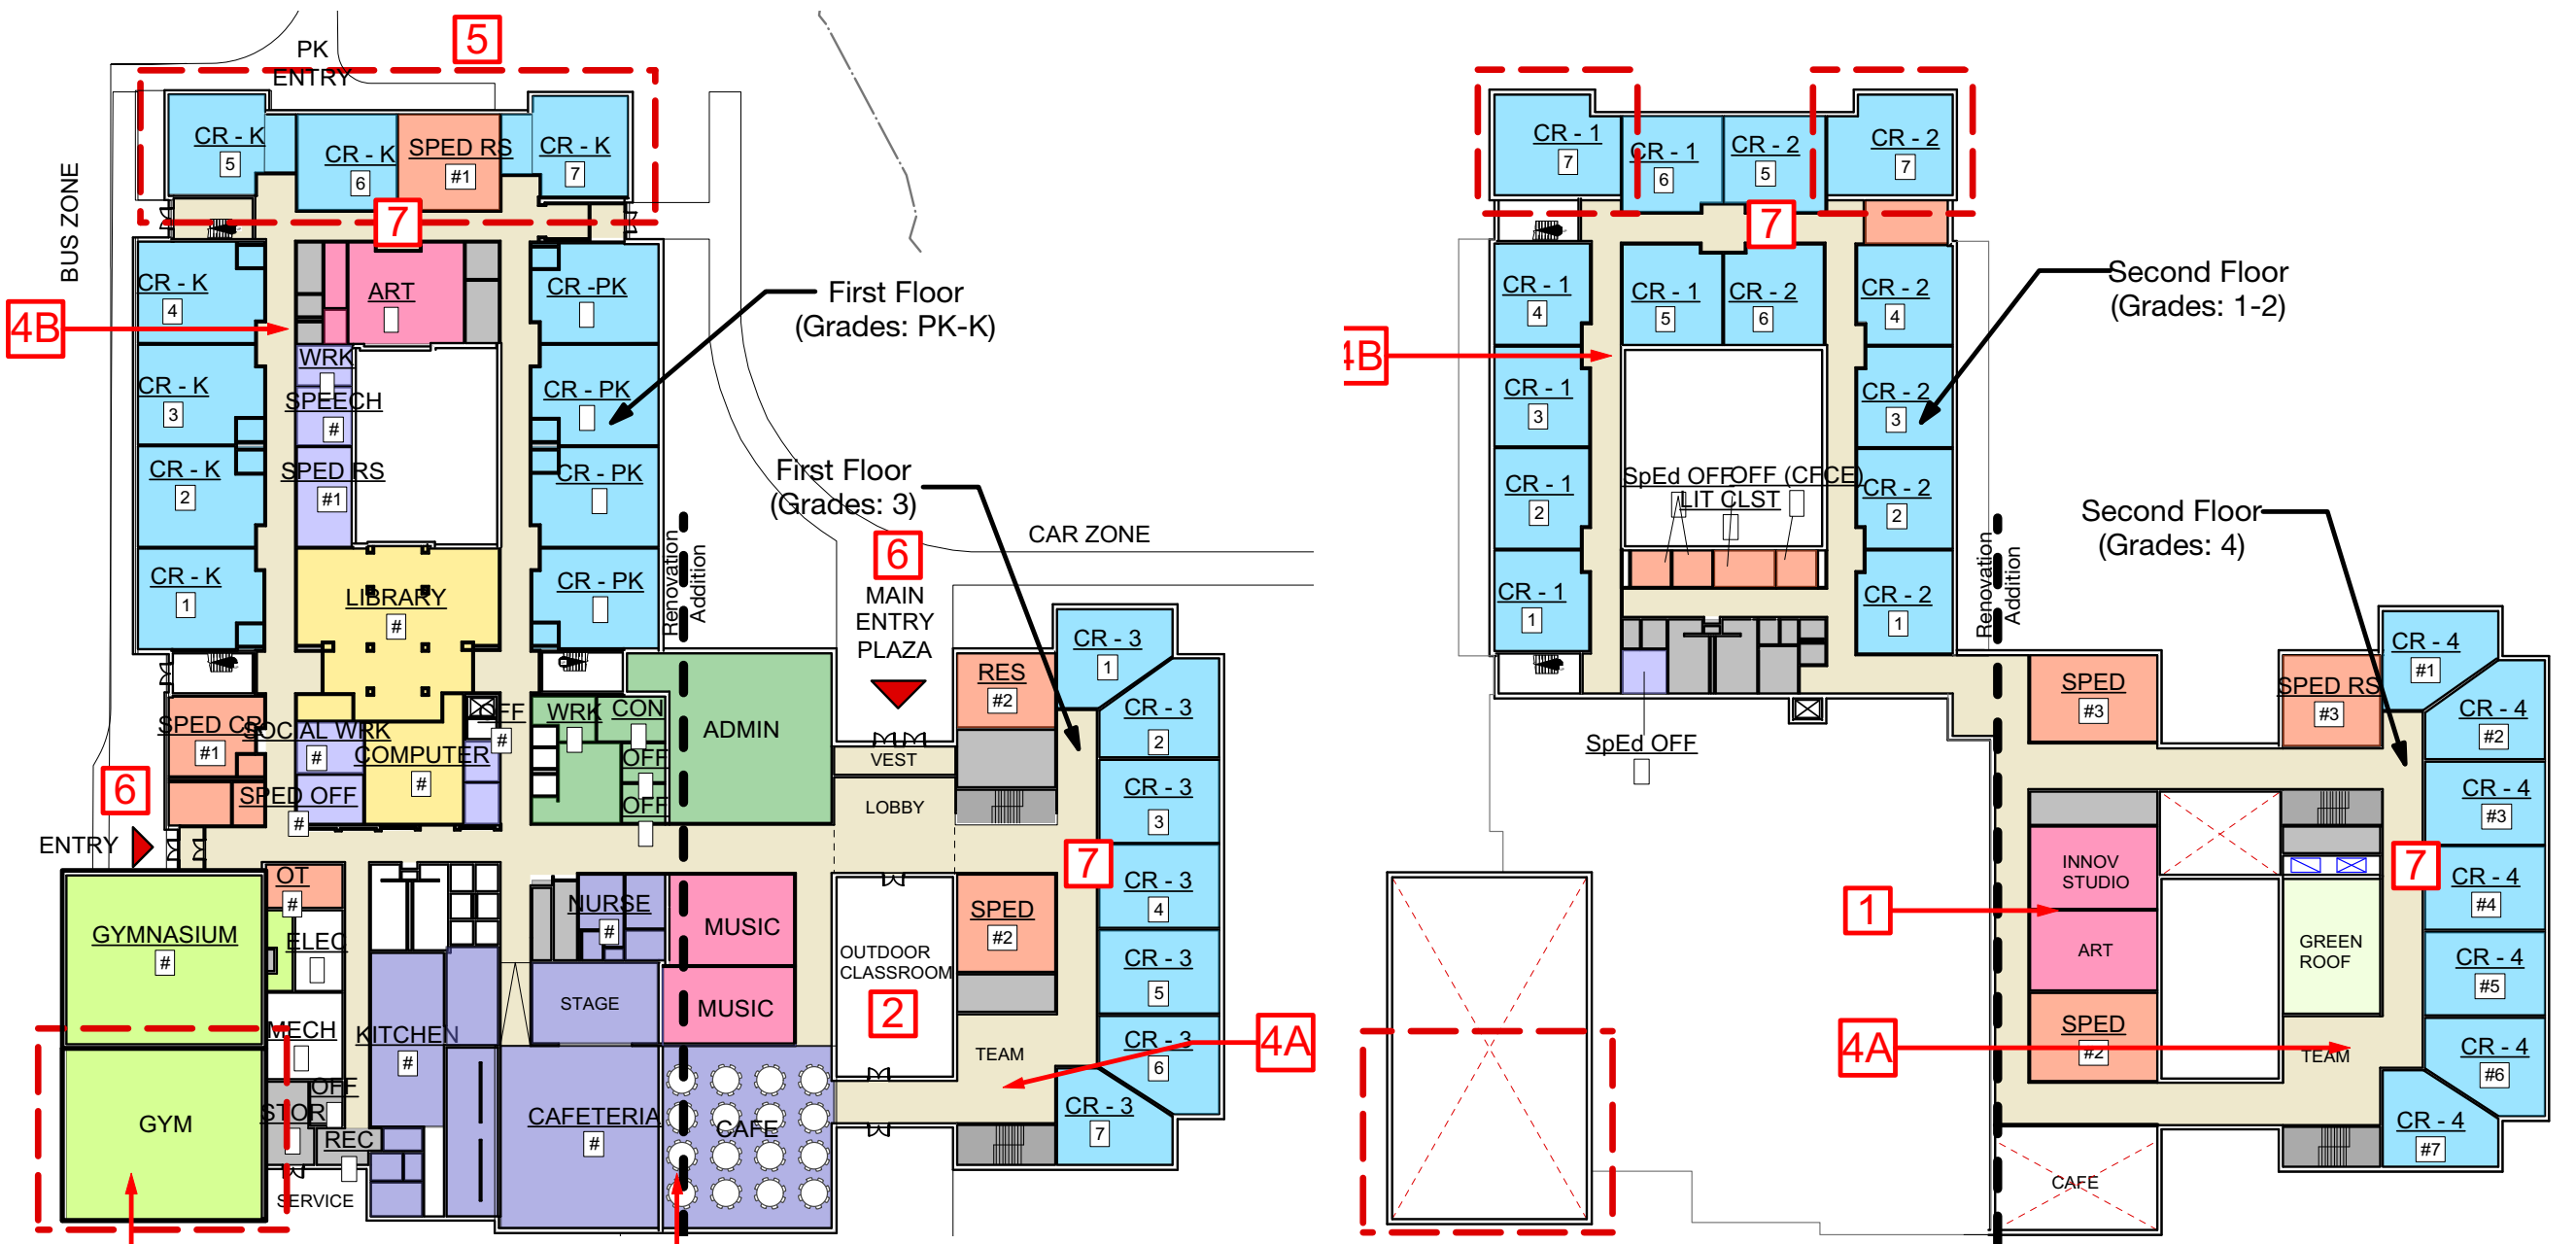 5
PK
ENTRY
BUS ZONE
CR - K
5
CR - K
6
SPED RS
#1
CR - K
7
7
CR - K
4
ART
CR -PK
4B
First Floor
(Grades: PK-K)
WRK
CR - K
3
SPEECH
#
CR - PK
CR - K
2
SPED RS
#1
CR - PK
First Floor
(Grades: 3)
CAR ZONE
6
MAIN
ENTRY
PLAZA
CR - K
1
LIBRARY
#
CR - PK
Renovation
Addition
CR - 3
1
RES
#2
CR - 3
2
SPED CR
#1
SOCIAL WRK
#
COMPUTER
#
#
WRK
CON
ADMIN
OFF
OFF
VEST
LOBBY
SPED OFF
#
CR - 3
3
6
ENTRY
7
OT
#
GYMNASIUM
#
ELEC
NURSE
#
MUSIC
SPED
#2
CR - 3
4
OUTDOOR
CLASSROOM
2
CR - 3
5
STAGE
MUSIC
MECH
KITCHEN
#
TEAM
CR - 3
6
4A
OFF
STOR
GYM
REC
CAFETERIA
#
CAFE
CR - 3
7
SERVICE
CR - 1
7
CR - 1
6
CR - 2
5
CR - 2
7
7
Second Floor
(Grades: 1-2)
CR - 1
4
CR - 1
5
CR - 2
6
CR - 2
4
4B
CR - 1
3
CR - 2
3
CR - 1
2
SpEd OFF
OFF (CFCE)
LIT CLST
CR - 2
2
Second Floor
(Grades: 4)
CR - 1
1
CR - 2
1
Renovation
Addition
SpEd OFF
SPED
#3
SPED RS
#3
CR - 4
#1
CR - 4
#2
CR - 4
#3
INNOV
STUDIO
7
CR - 4
#4
1
ART
GREEN
ROOF
CR - 4
#5
SPED
#2
4A
TEAM
CR - 4
#6
CR - 4
#7
CAFE